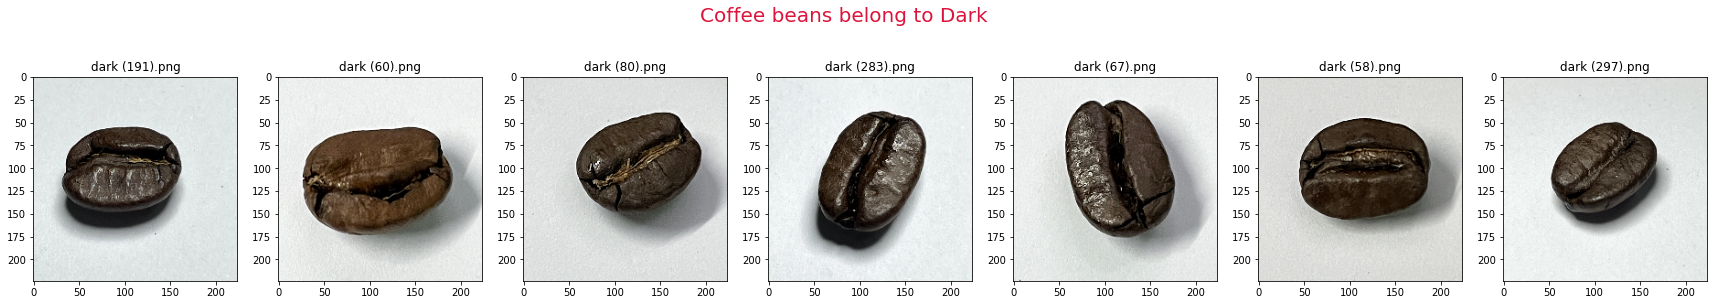 Coffee beans belong to Dark
dark (191).png
dark (60).png
dark (80).png
dark (283).png
dark (67).png
dark (58).png
dark (297).png
0 25 50 75 100 125 150 175 200
0 50 100 150 200
0 25 50 75 100 125 150 175 200
0 50 100 150 200
0 25 50 75 100 125 150 175 200
0 50 100 150 200
0 25 50 75 100 125 150 175 200
0 50 100 150 200
0 25 50 75 100 125 150 175 200
0 50 100 150 200
0 25 50 75 100 125 150 175 200
0 50 100 150 200
0 25 50 75 100 125 150 175 200
0 50 100 150 200